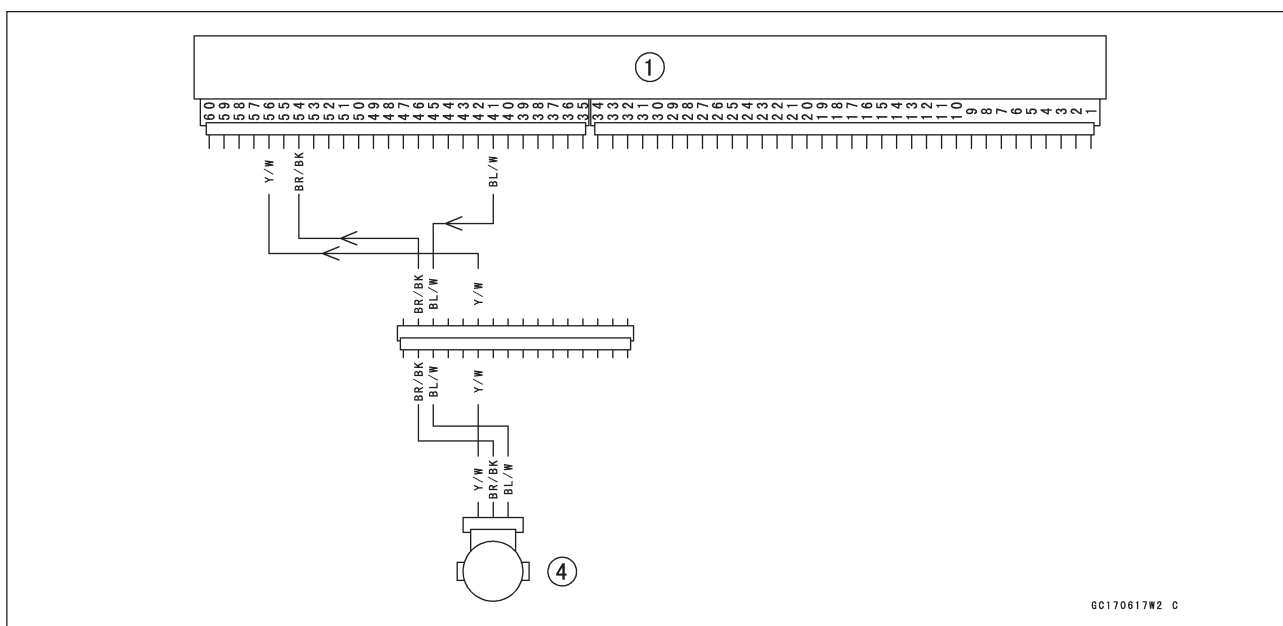 ①
60 59 58 57 56 55 54 53 52 51 50 49 48 47 46 45 44 43 42 41 40 39 38 37 36 35 34 33 32 31 30 29 28 27 26 25 24 23 22 21 20 19 18 17 16 15 14 13 12 11 10 9 8 7 6 5 4 3 2 1
Y/W BR/BK BL/W
BR/BK BL/W Y/W
BR/BK BL/W Y/W
Y/W BR/BK BL/W
④
GC170617W2 C